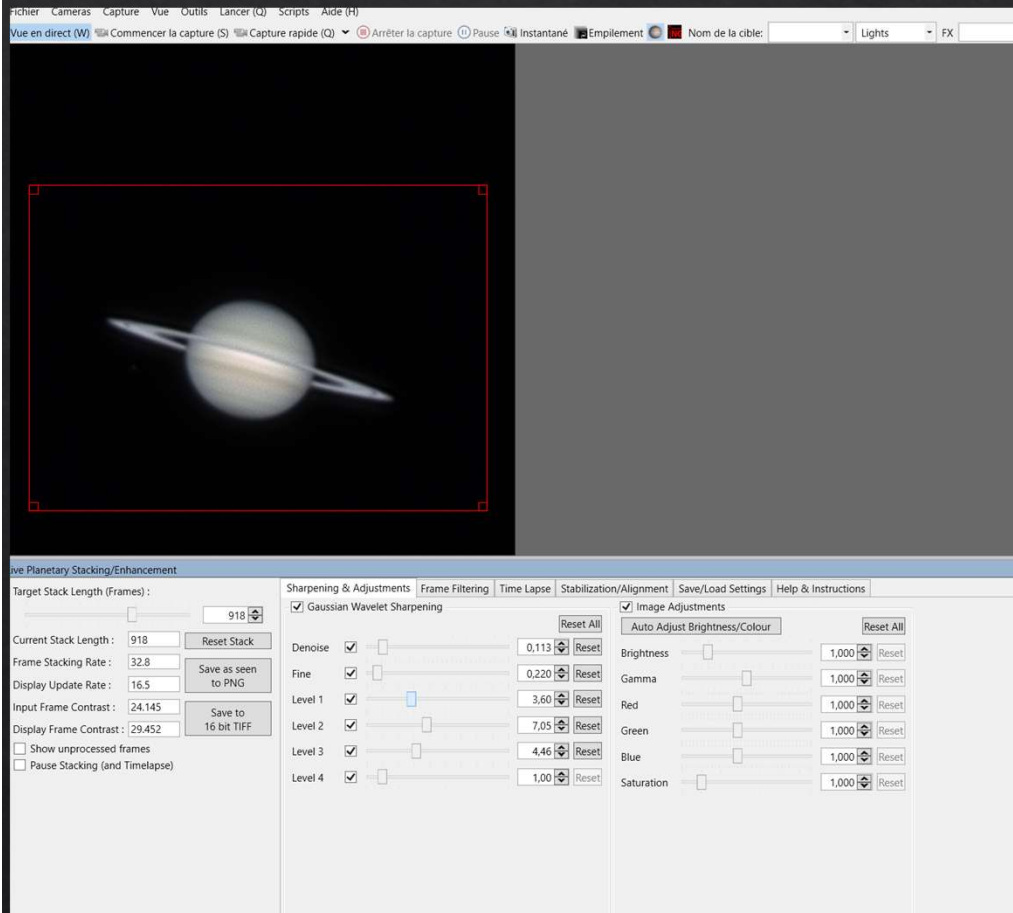 Fichier Cameras Capture Vue Outils Lancer (Q) Scripts Aide (H)
Vue en direct (W) Commencer la capture (S) Capture rapide (Q) Arrêter la capture Pause Instantané Empilement Nom de la cible: Lights FX
ive Planetary Stacking/Enhancement
Target Stack Length (Frames) :
918
Current Stack Length : 918 Reset Stack
Frame Stacking Rate : 32.8
Save as seen to PNG
Display Update Rate : 16.5
Input Frame Contrast : 24.145
Save to 16 bit TIFF
Display Frame Contrast : 29.452
Show unprocessed frames
Pause Stacking (and Timelapse)
Sharpening & Adjustments Frame Filtering Time Lapse Stabilization/Alignment Save/Load Settings Help & Instructions
Gaussian Wavelet Sharpening
Reset All
Denoise 0,113 Reset
Fine 0,220 Reset
Level 1 3,60 Reset
Level 2 7,05 Reset
Level 3 4,46 Reset
Level 4 1,00 Reset
Image Adjustments
Auto Adjust Brightness/Colour Reset All
Brightness 1,000 Reset
Gamma 1,000 Reset
Red 1,000 Reset
Green 1,000 Reset
Blue 1,000 Reset
Saturation 1,000 Reset